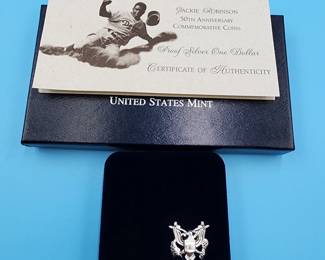 Jackie Robinson
50th Anniversary
Commemorative Coins
Proof Silver One Dollar
Certificate of Authenticity
United States Mint